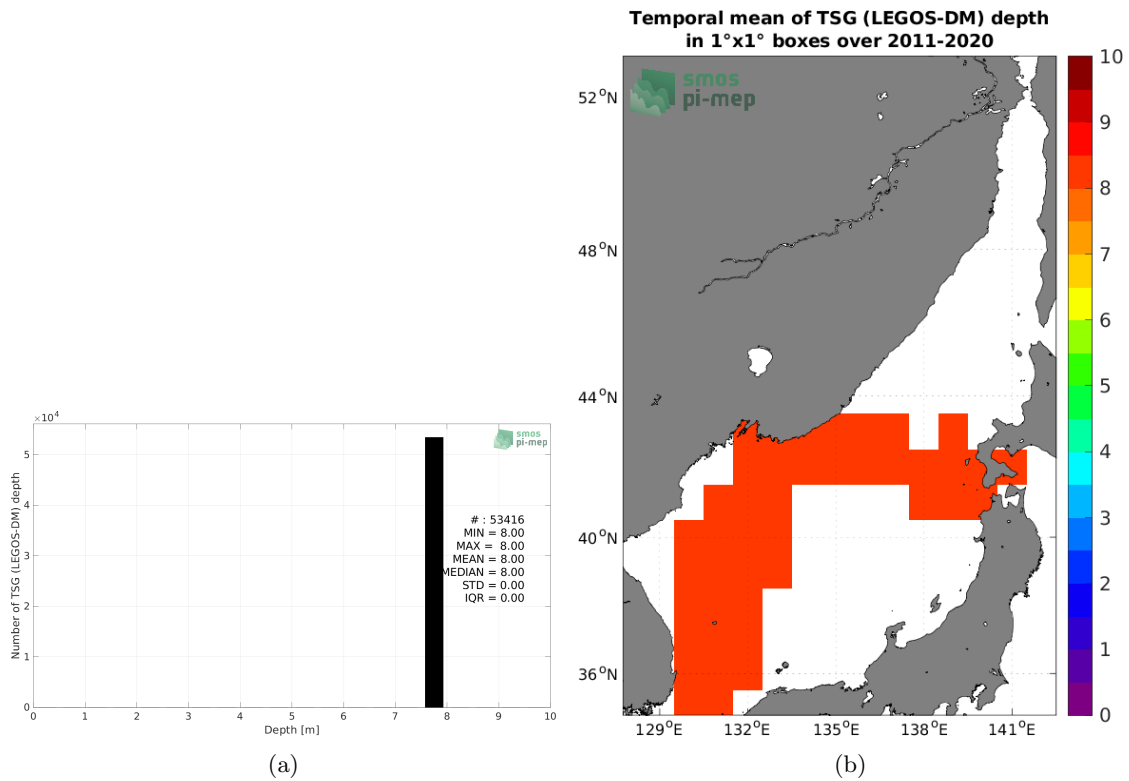 ×10⁴
5
4
3
2
1
0
Number of TSG (LEGOS-DM) depth
smos
pi-mep
# : 53416
MIN = 8.00
MAX = 8.00
MEAN = 8.00
MEDIAN = 8.00
STD = 0.00
IQR = 0.00
0 1 2 3 4 5 6 7 8 9 10
Depth [m]
(a)
Temporal mean of TSG (LEGOS-DM) depth
in 1°x1° boxes over 2011-2020
smos
pi-mep
52°N
48°N
44°N
40°N
36°N
129°E 132°E 135°E 138°E 141°E
10
9
8
7
6
5
4
3
2
1
0
(b)